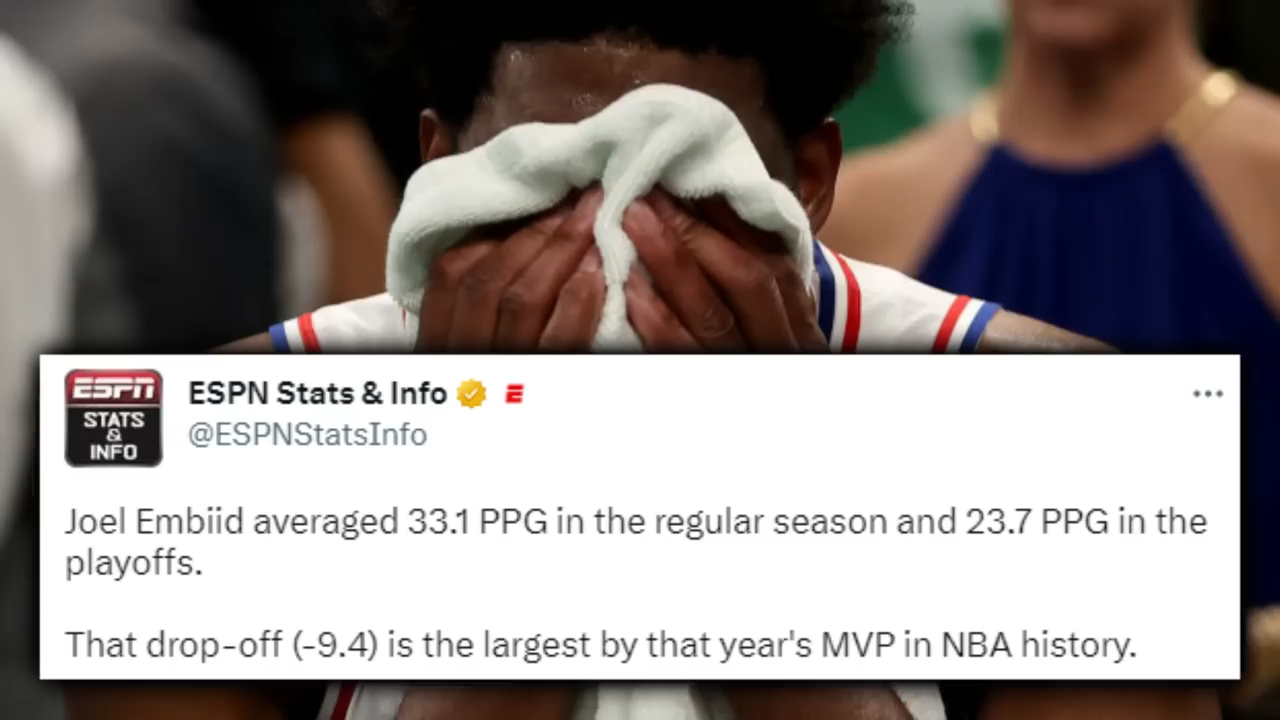 ESPN
STATS
&
INFO
ESPN Stats & Info
@ESPNStatsInfo
Joel Embiid averaged 33.1 PPG in the regular season and 23.7 PPG in the
playoffs.
That drop-off (-9.4) is the largest by that year's MVP in NBA history.